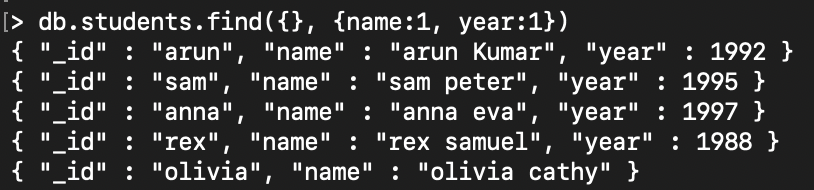 [> db.students.find({}, {name:1, year:1})
{ "_id" : "arun", "name" : "arun Kumar", "year" : 1992 }
{ "_id" : "sam", "name" : "sam peter", "year" : 1995 }
{ "_id" : "anna", "name" : "anna eva", "year" : 1997 }
{ "_id" : "rex", "name" : "rex samuel", "year" : 1988 }
{ "_id" : "olivia", "name" : "olivia cathy" }